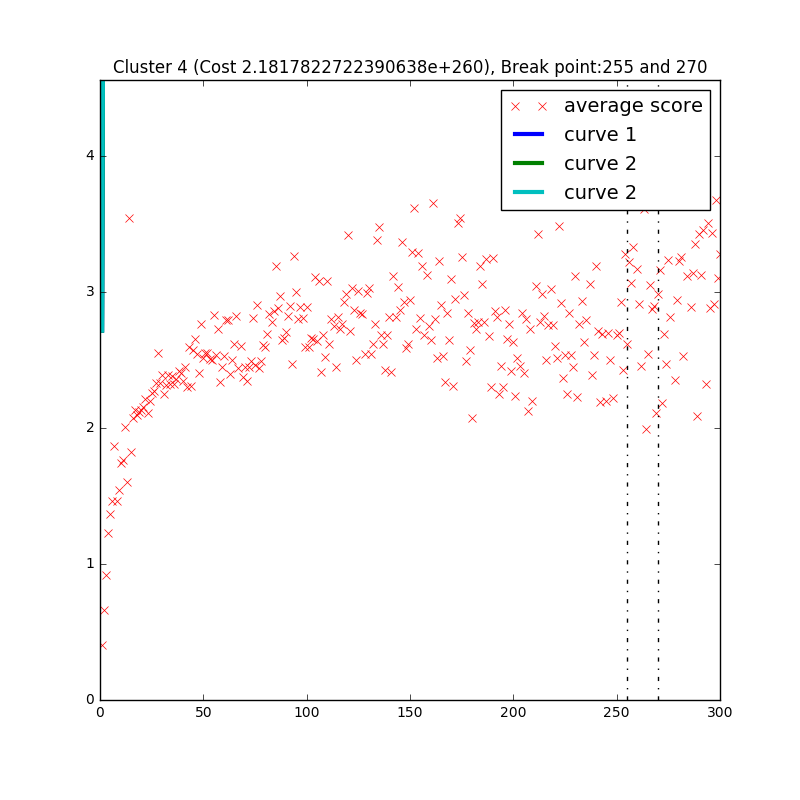 Cluster 4 (Cost 2.1817822722390638e+260), Break point:255 and 270
average score
curve 1
curve 2
curve 2
4
3
2
1
0
0 50 100 150 200 250 300